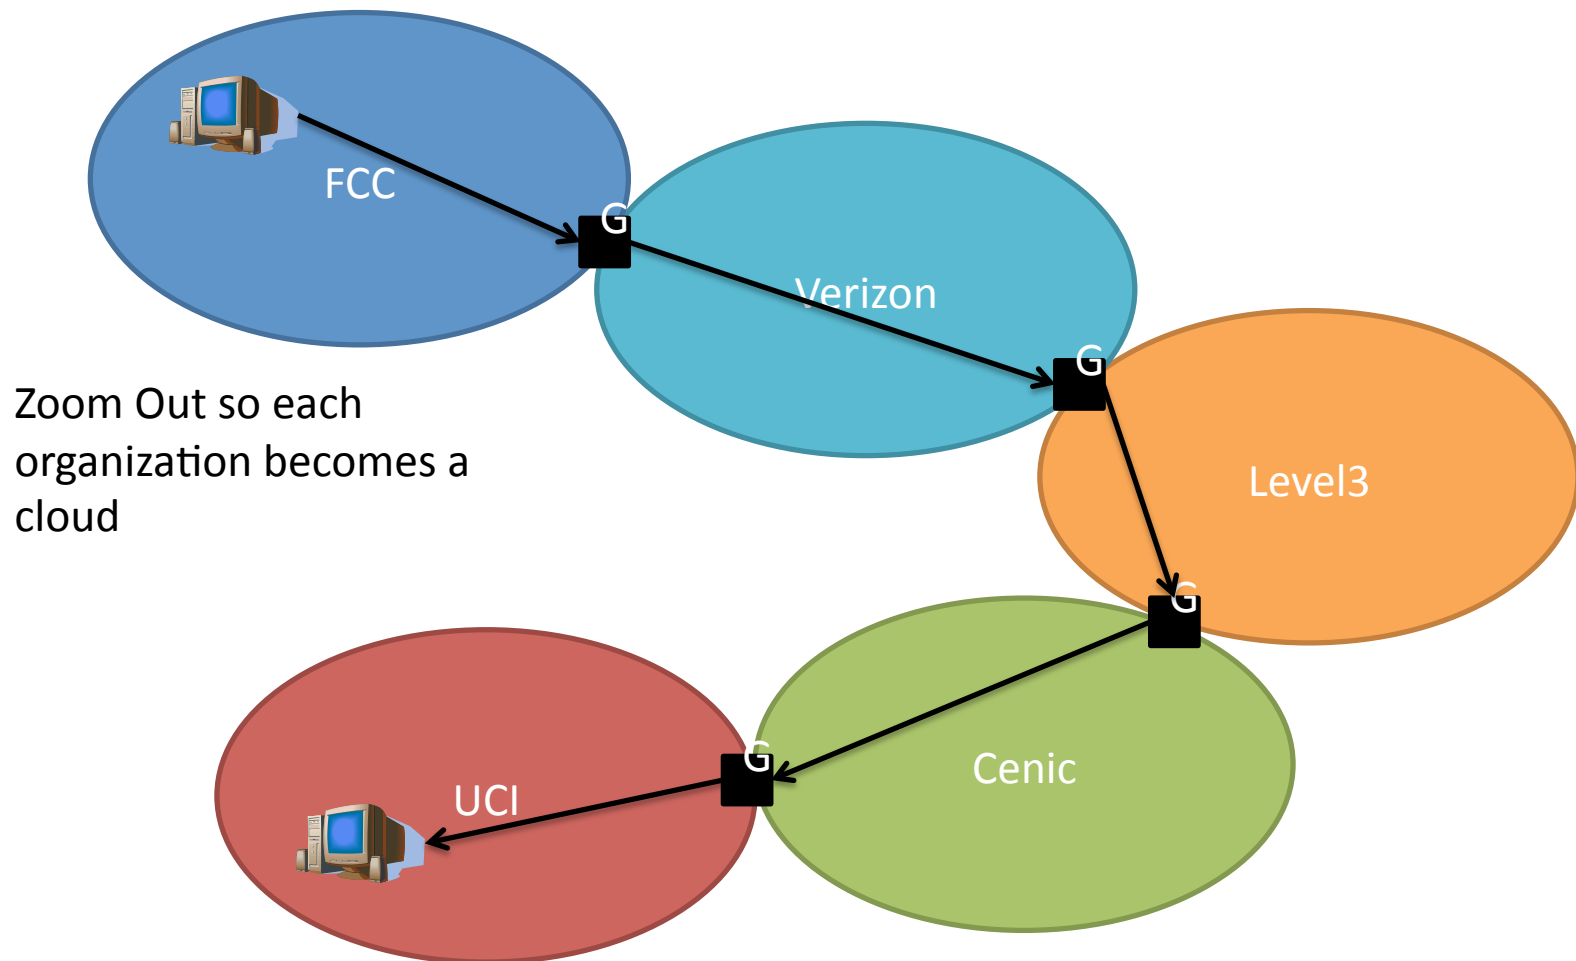 FCC
G
Verizon
G
Zoom Out so each
organization becomes a
cloud
Level3
G
G
Cenic
UCI